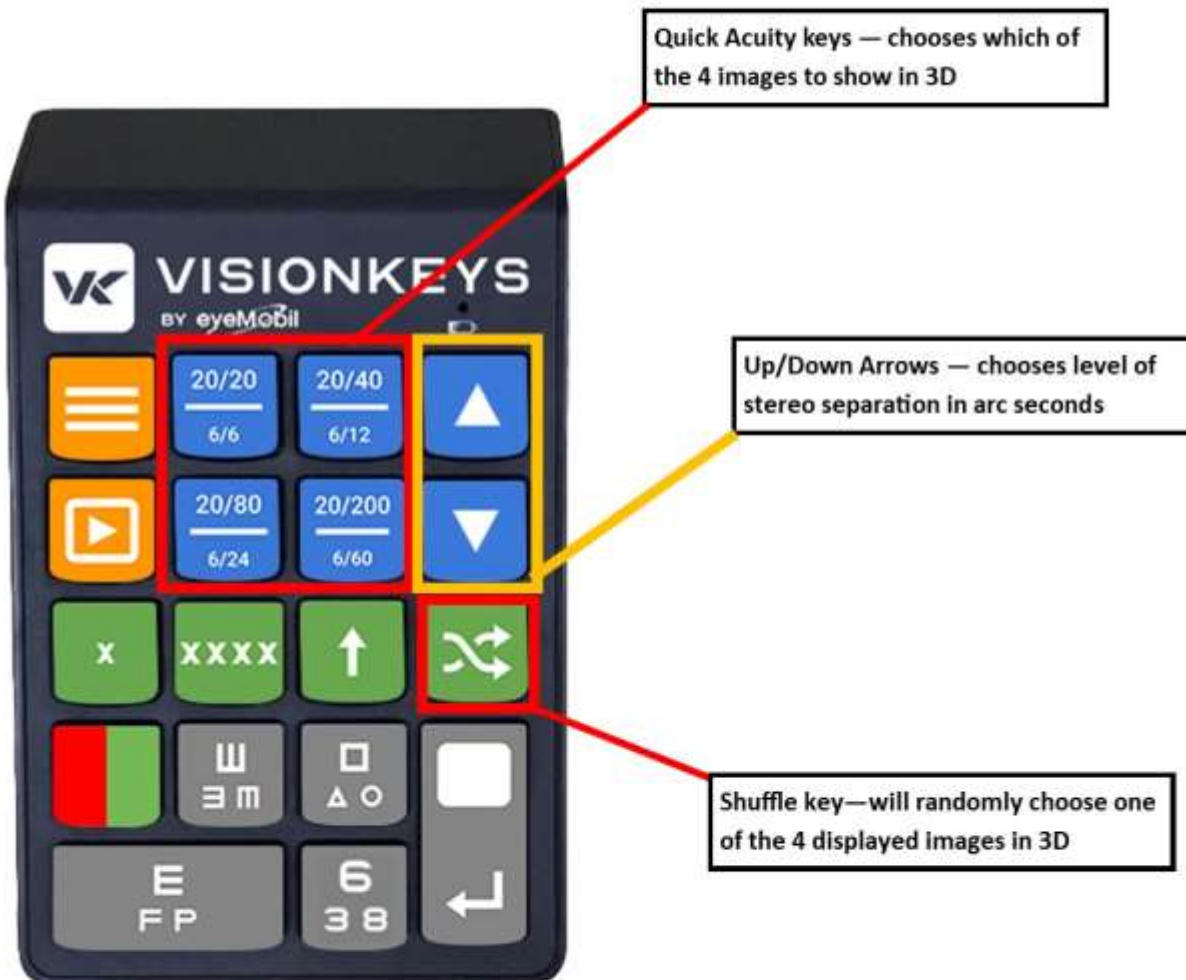 Quick Acuity keys — chooses which of
the 4 images to show in 3D
VK VISIONKEYS
BY eyeMobil
20/20
6/6
20/40
6/12
Up/Down Arrows — chooses level of
stereo separation in arc seconds
20/80
6/24
20/200
6/60
x
xxxx
Shuffle key—will randomly choose one
of the 4 displayed images in 3D
E
F P
6
3 8